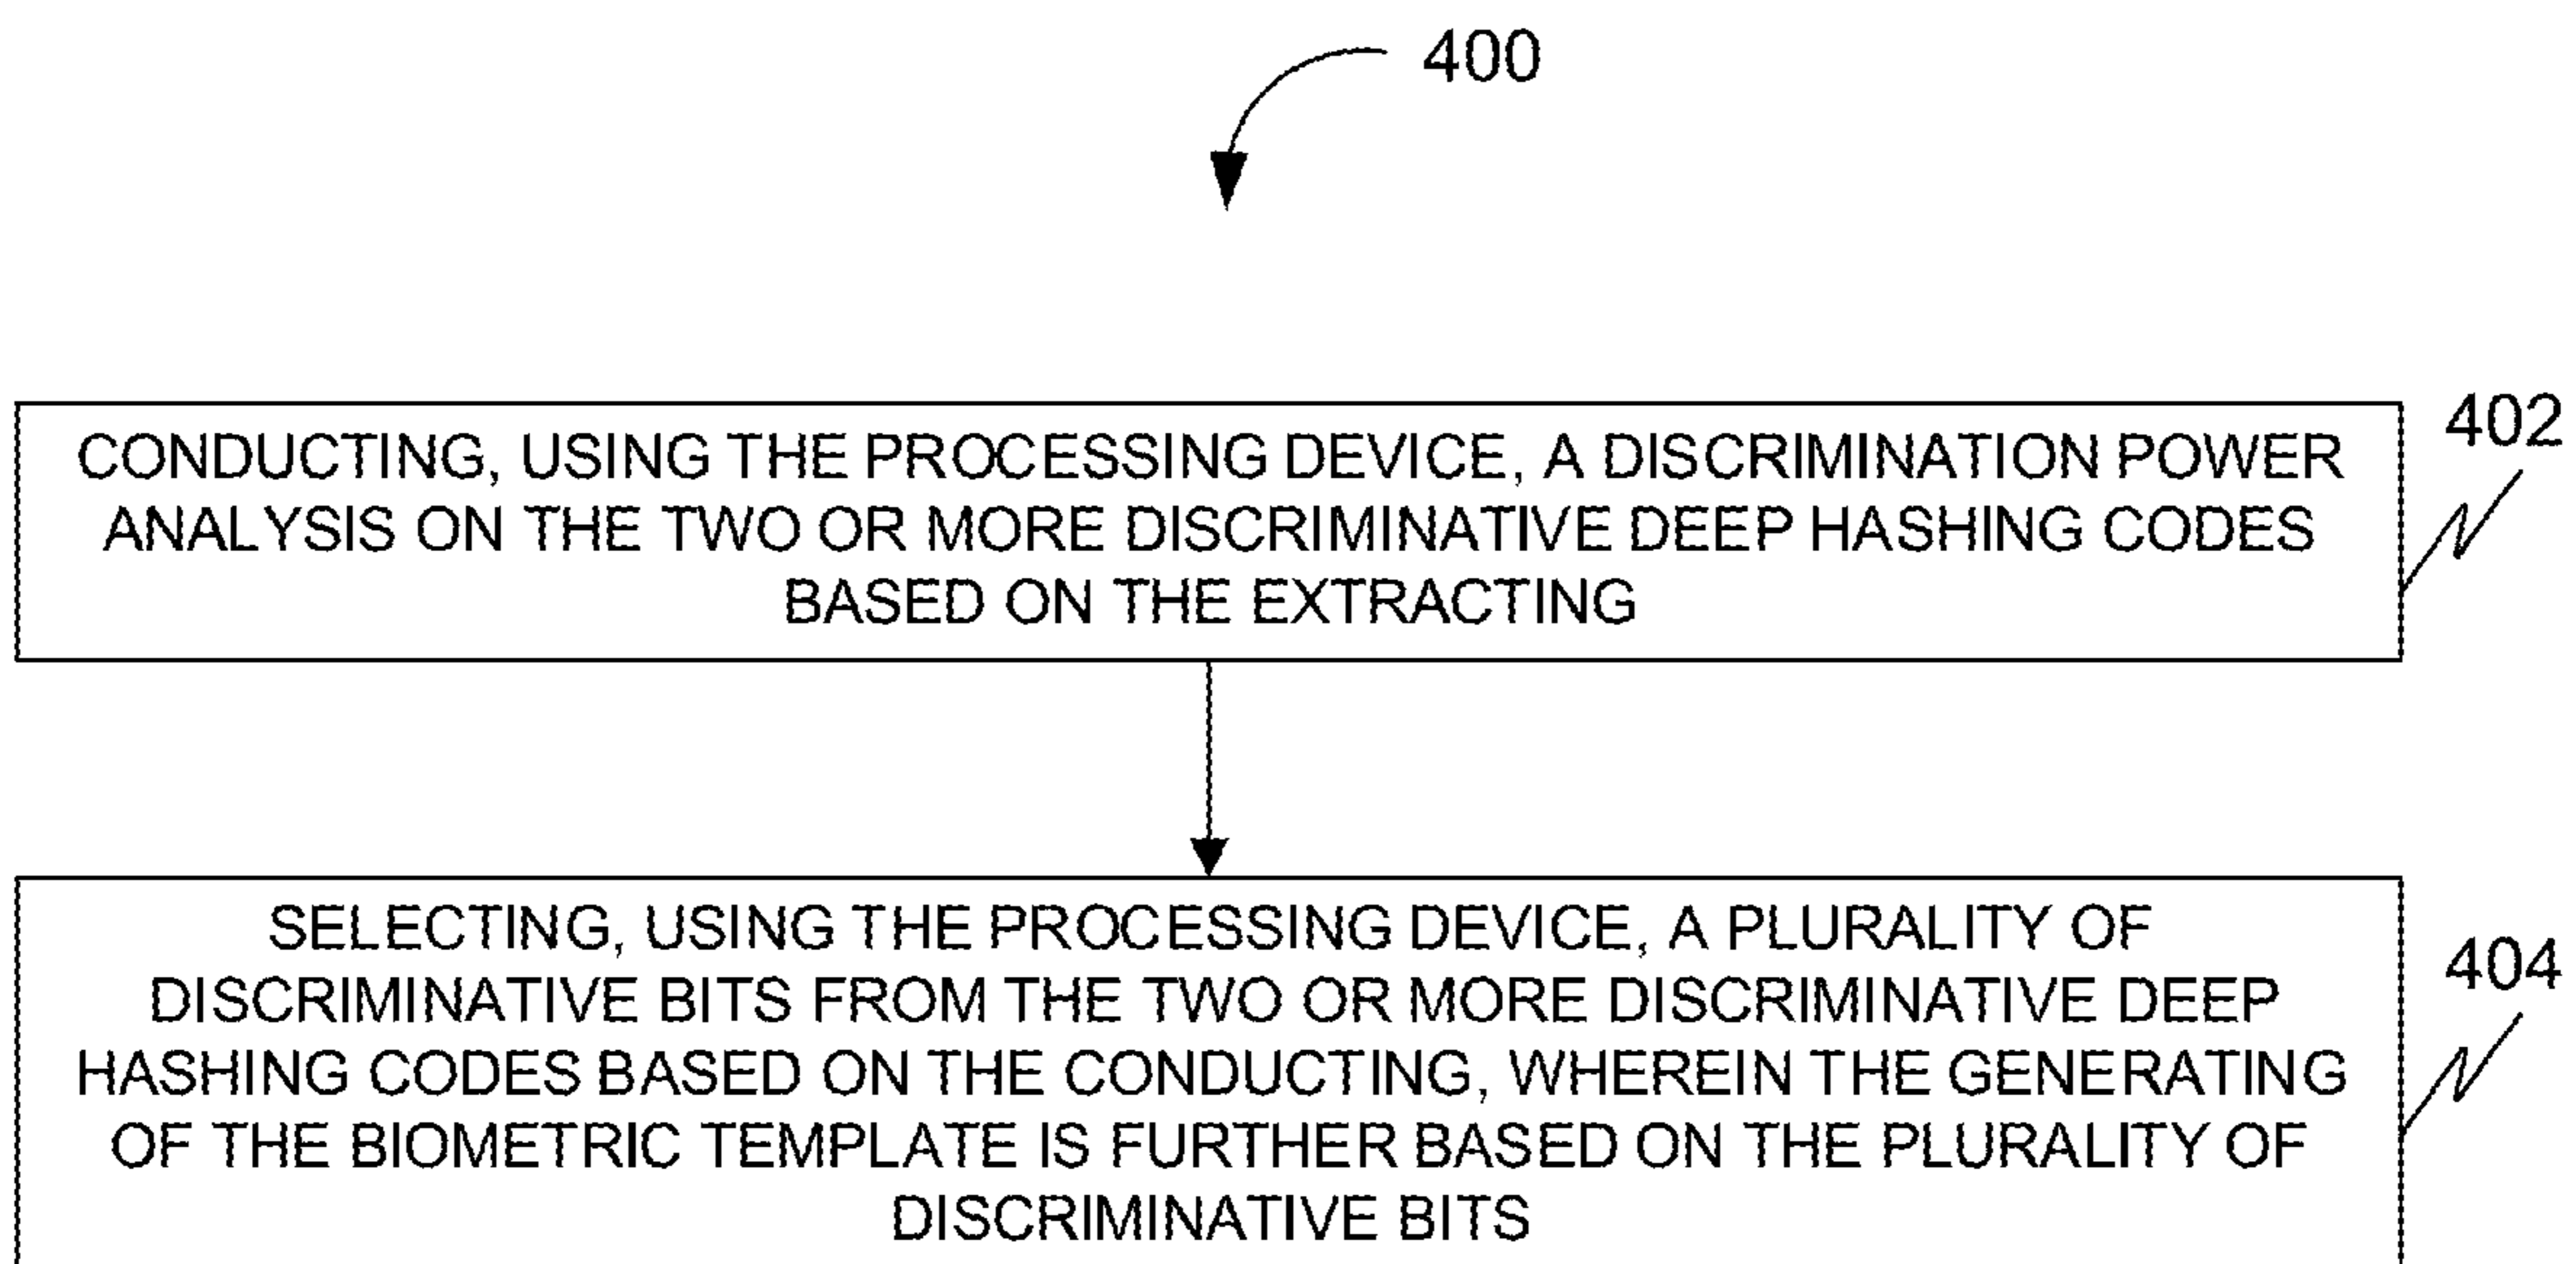 400
402
CONDUCTING, USING THE PROCESSING DEVICE, A DISCRIMINATION POWER
ANALYSIS ON THE TWO OR MORE DISCRIMINATIVE DEEP HASHING CODES
BASED ON THE EXTRACTING
404
SELECTING, USING THE PROCESSING DEVICE, A PLURALITY OF
DISCRIMINATIVE BITS FROM THE TWO OR MORE DISCRIMINATIVE DEEP
HASHING CODES BASED ON THE CONDUCTING, WHEREIN THE GENERATING
OF THE BIOMETRIC TEMPLATE IS FURTHER BASED ON THE PLURALITY OF
DISCRIMINATIVE BITS